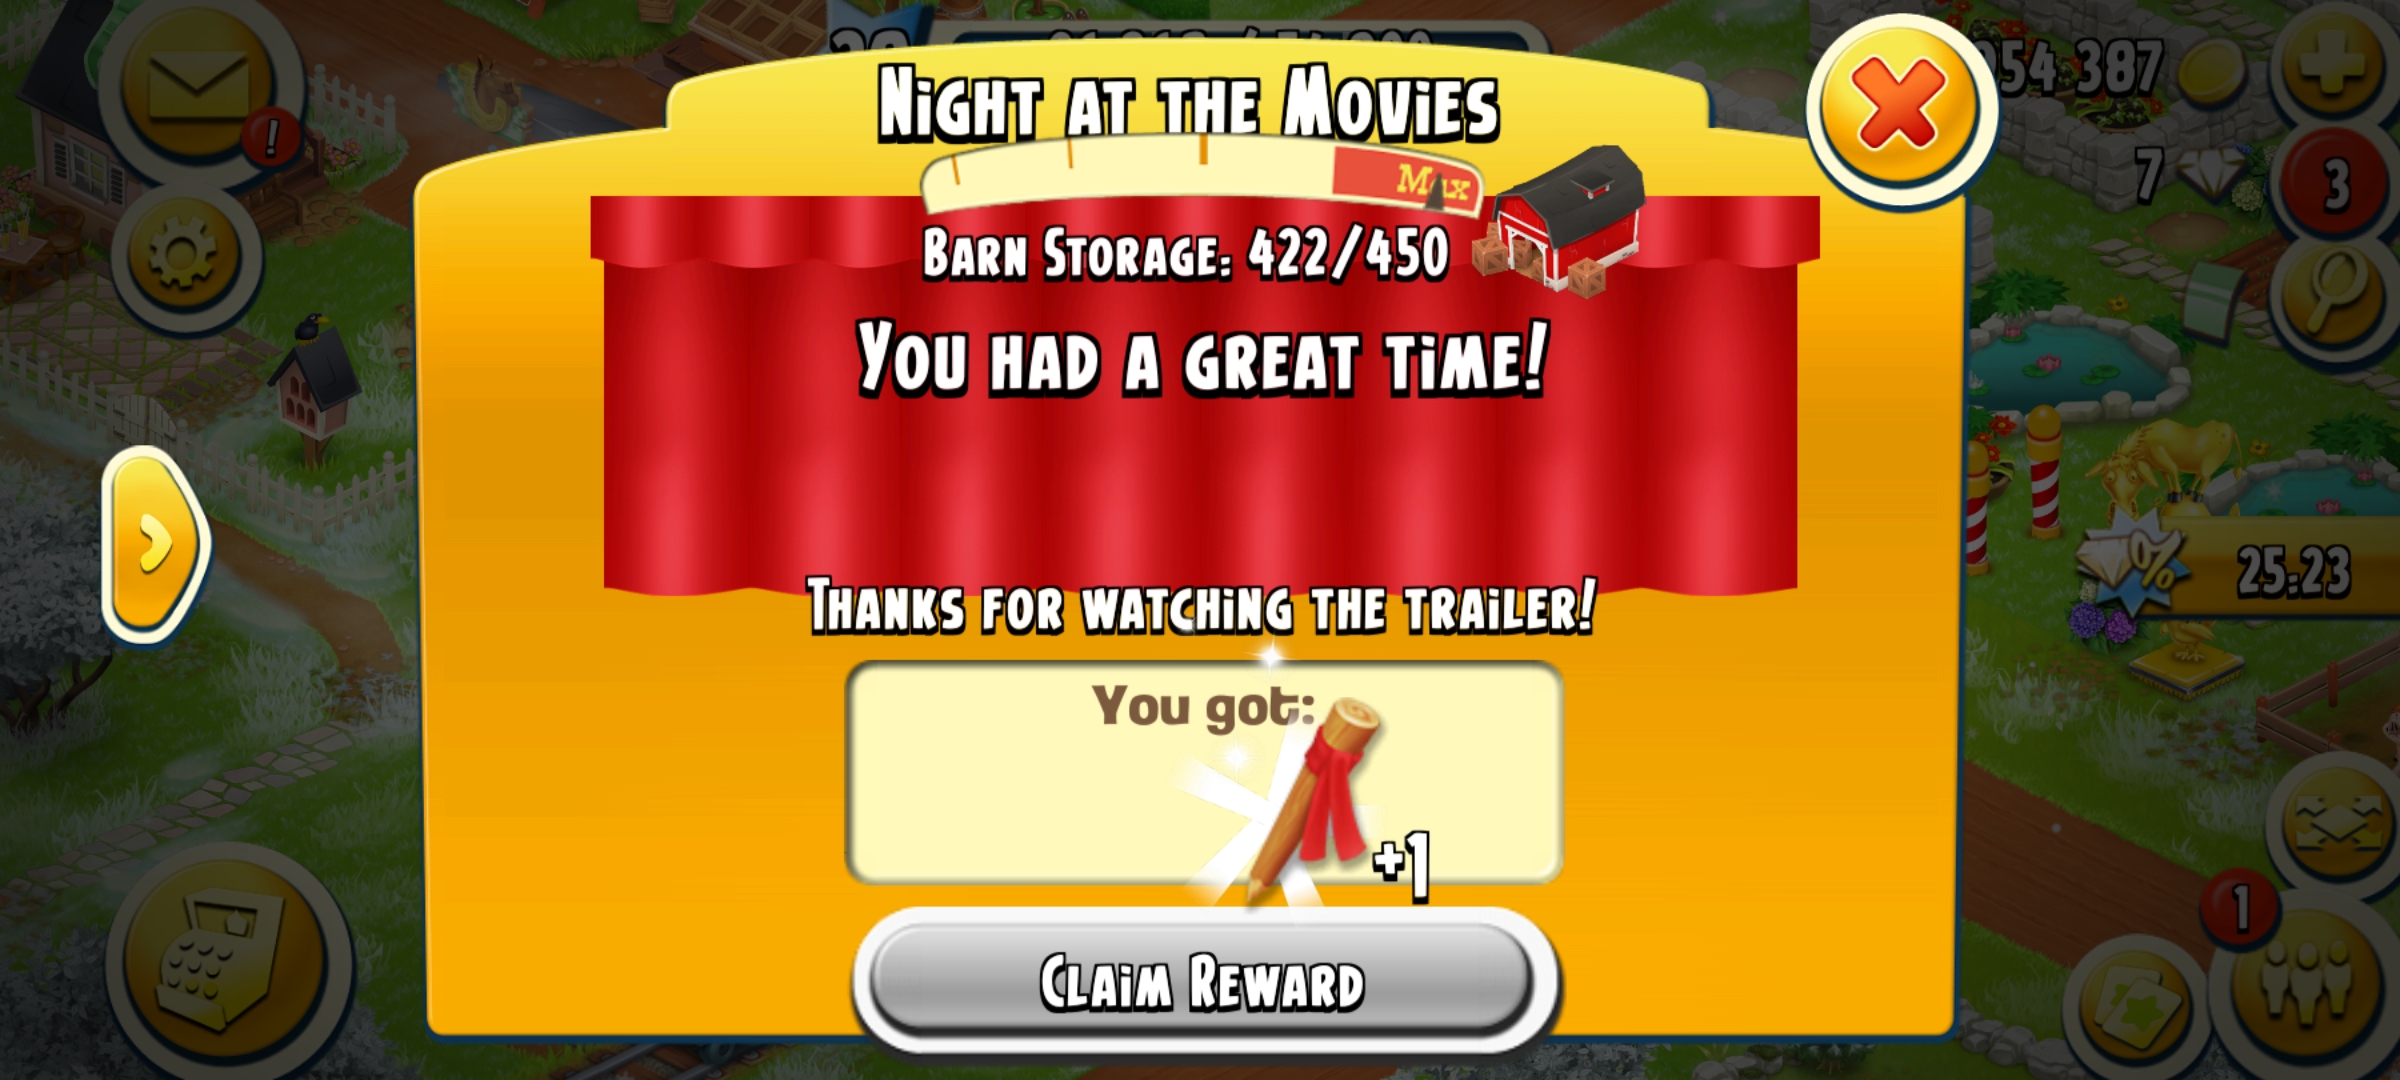 Night at the Movies
954 387
Max
7
3
Barn Storage: 422/450
You had a great time!
%
25:23
Thanks for watching the trailer!
You got:
+1
1
Claim Reward
!